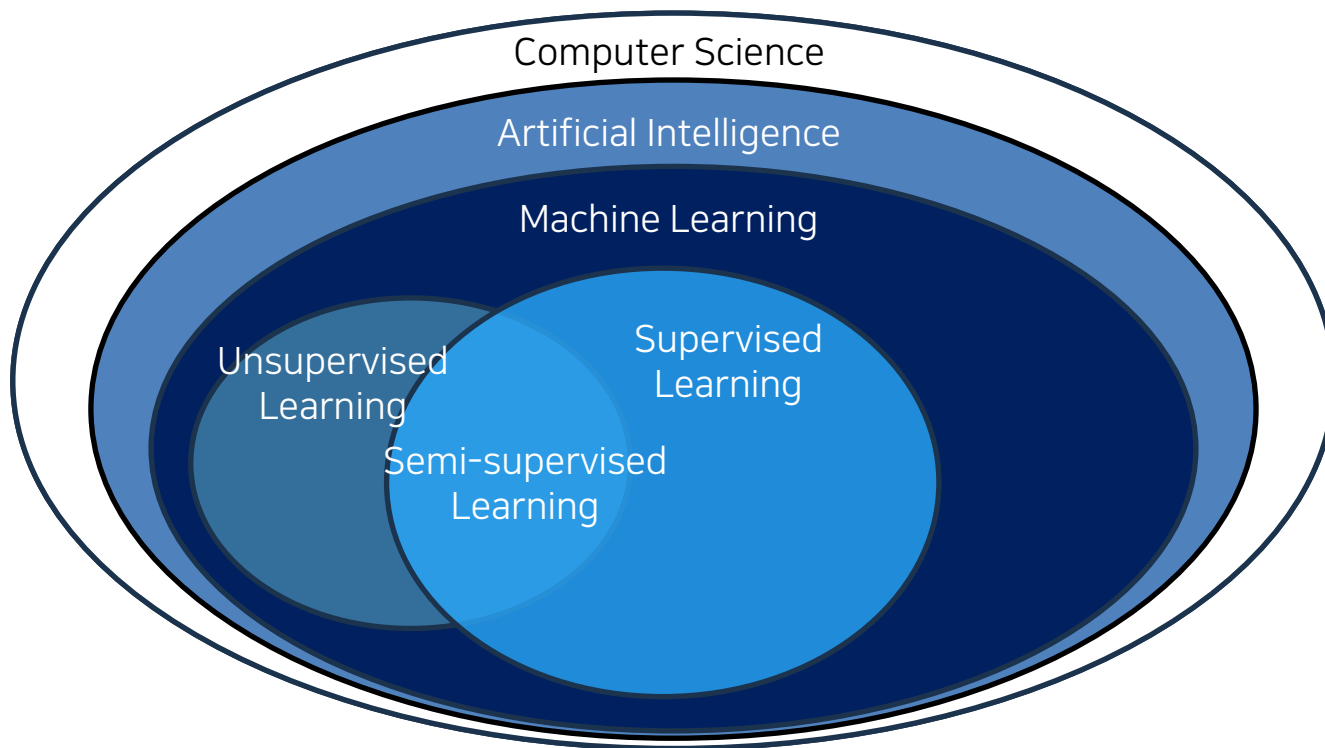 Computer Science
Artificial Intelligence
Machine Learning
Unsupervised
Learning
Supervised
Learning
Semi-supervised
Learning